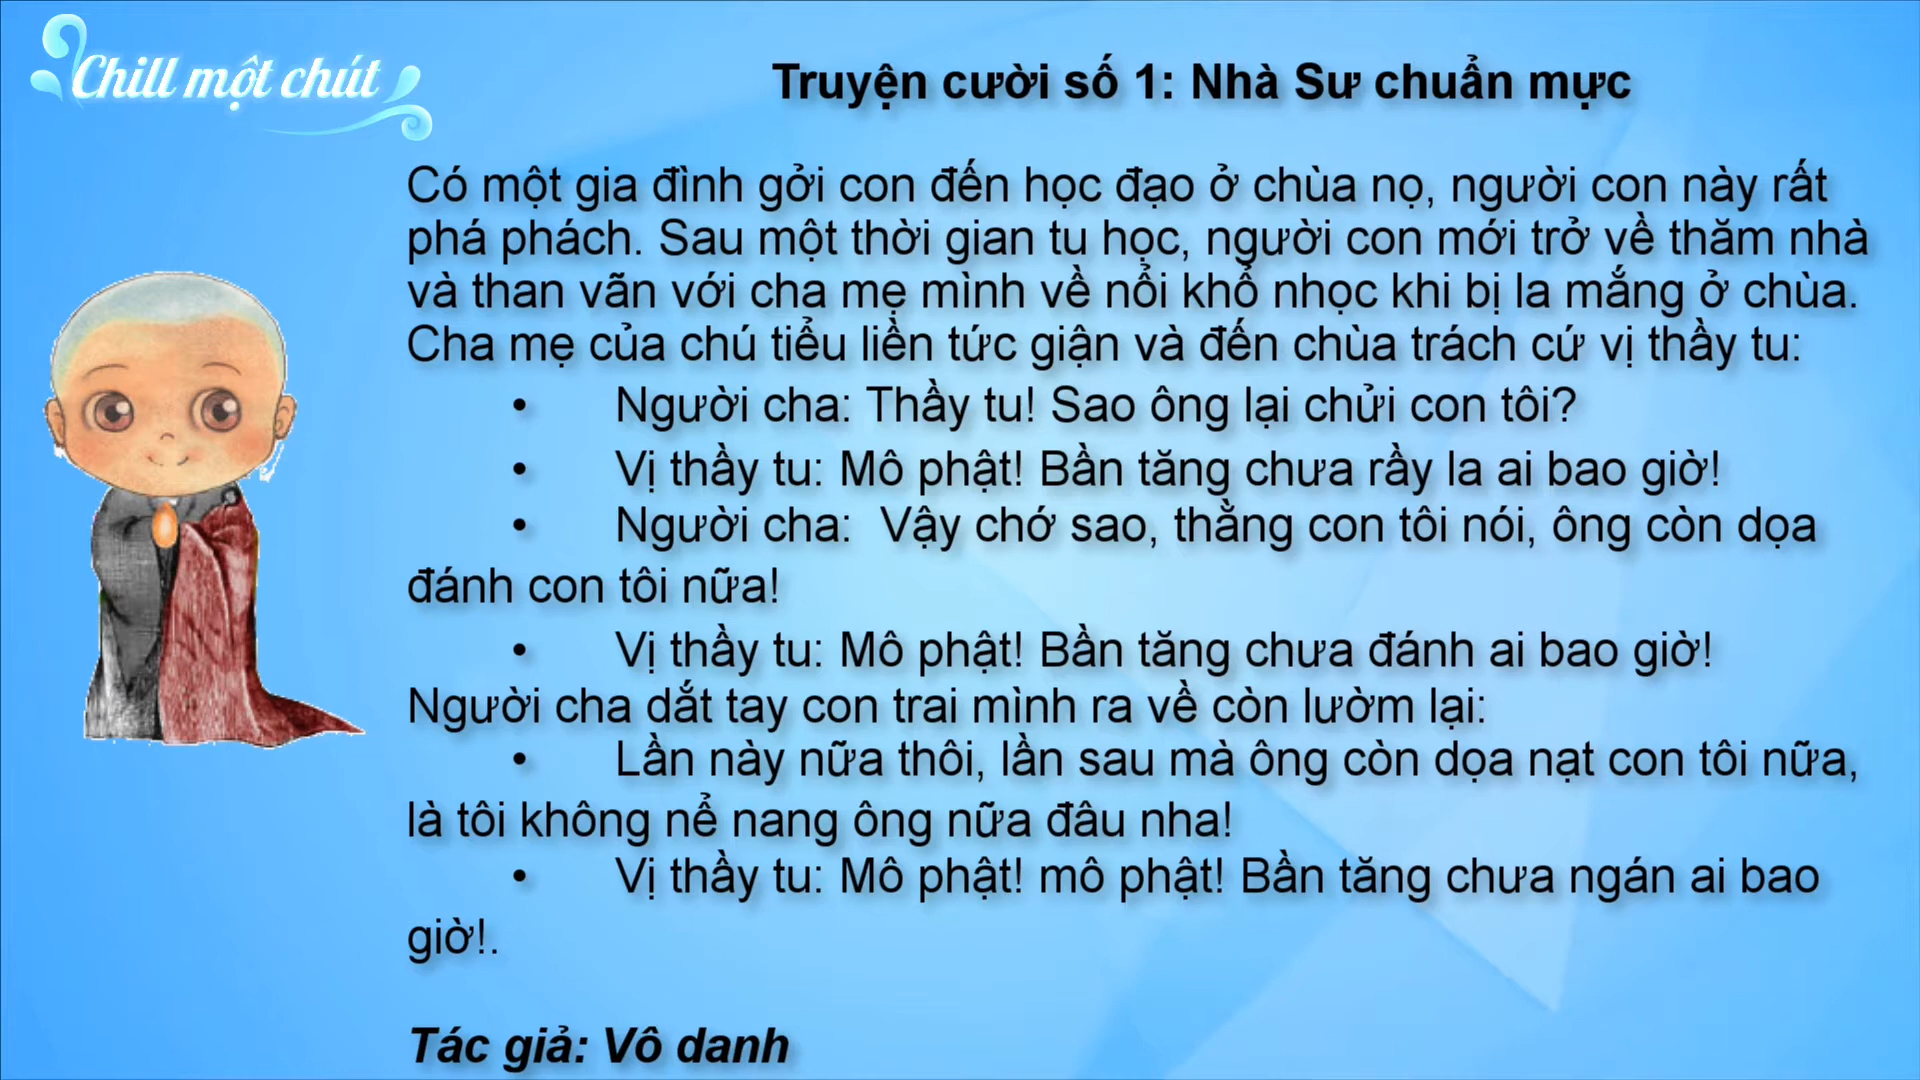 Chill một chút
Truyện cười số 1: Nhà Sư chuẩn mực
Có một gia đình gởi con đến học đạo ở chùa nọ, người con này rất
phá phách. Sau một thời gian tu học, người con mới trở về thăm nhà
và than vãn với cha mẹ mình về nổi khổ nhọc khi bị la mắng ở chùa.
Cha mẹ của chú tiểu liền tức giận và đến chùa trách cứ vị thầy tu:
• Người cha: Thầy tu! Sao ông lại chửi con tôi?
• Vị thầy tu: Mô phật! Bần tăng chưa rầy la ai bao giờ!
• Người cha:  Vậy chớ sao, thằng con tôi nói, ông còn dọa
đánh con tôi nữa!
• Vị thầy tu: Mô phật! Bần tăng chưa đánh ai bao giờ!
Người cha dắt tay con trai mình ra về còn lườm lại:
• Lần này nữa thôi, lần sau mà ông còn dọa nạt con tôi nữa,
là tôi không nể nang ông nữa đâu nha!
• Vị thầy tu: Mô phật! mô phật! Bần tăng chưa ngán ai bao
giờ!.
Tác giả: Vô danh